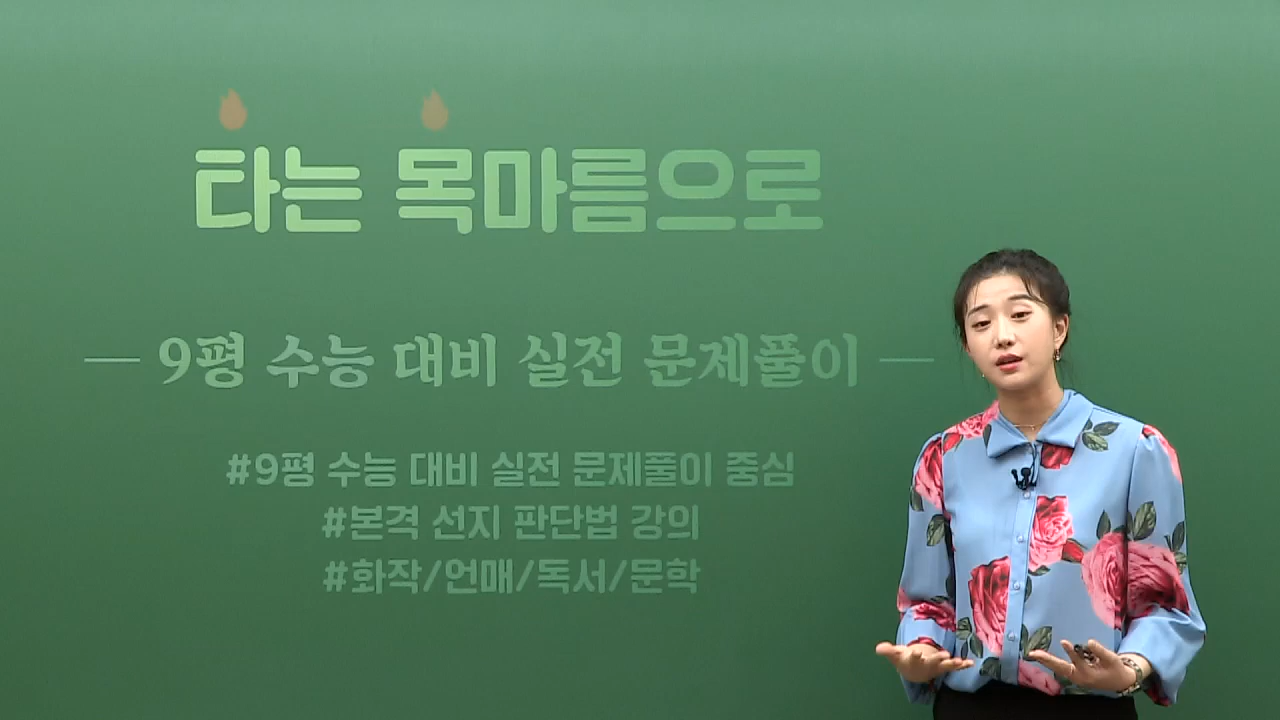 타는 목마름으로
9평 수능 대비 실전 문제풀이
#9평 수능 대비 실전 문제풀이 중심
#본격 선지 판단법 강의
#화작/언매/독서/문학